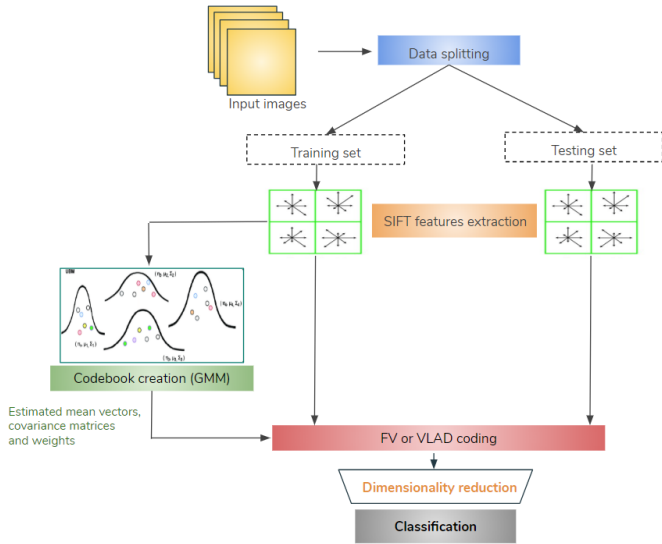 Data splitting
Input images
Training set
Testing set
SIFT features extraction
Codebook creation (GMM)
Estimated mean vectors,
covariance matrices
and weights
FV or VLAD coding
Dimensionality reduction
Classification